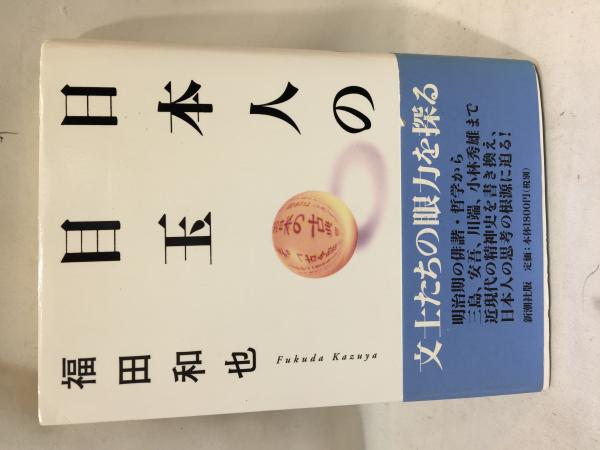 日本人の
目玉
福田和也
Fukuda Kazuya
文士たちの眼力を探る
明治期の俳諧・哲学から
三島、安吾、川端、小林秀雄まで
近現代の精神史を書き換え、
日本人の思考の根源に迫る!
新潮社版 定価:本体1800円(税別)